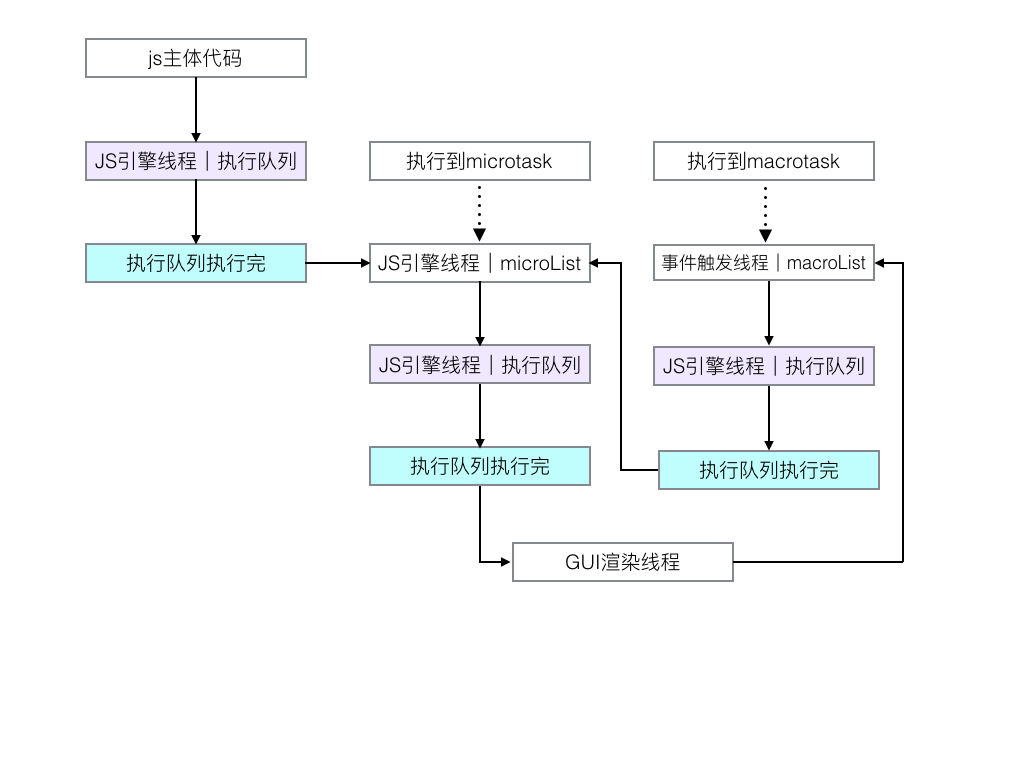 js主体代码
JS引擎线程｜执行队列
执行到microtask
执行到macrotask
执行队列执行完
JS引擎线程｜microList
事件触发线程｜macroList
JS引擎线程｜执行队列
JS引擎线程｜执行队列
执行队列执行完
执行队列执行完
GUI渲染线程